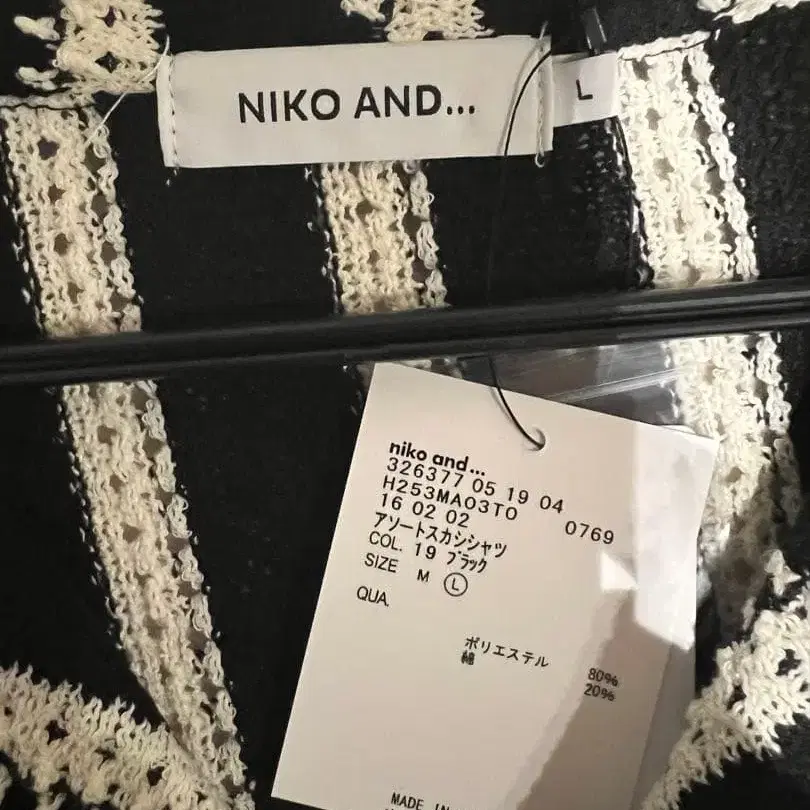 NIKO AND...
L
niko and...
326377 05 19 04
H253MA03TO 0769
16 02 02
アソートスカシシャツ
COL. 19 ブラック
SIZE M L
QUA.
ポリエステル 80%
綿 20%
MADE IN